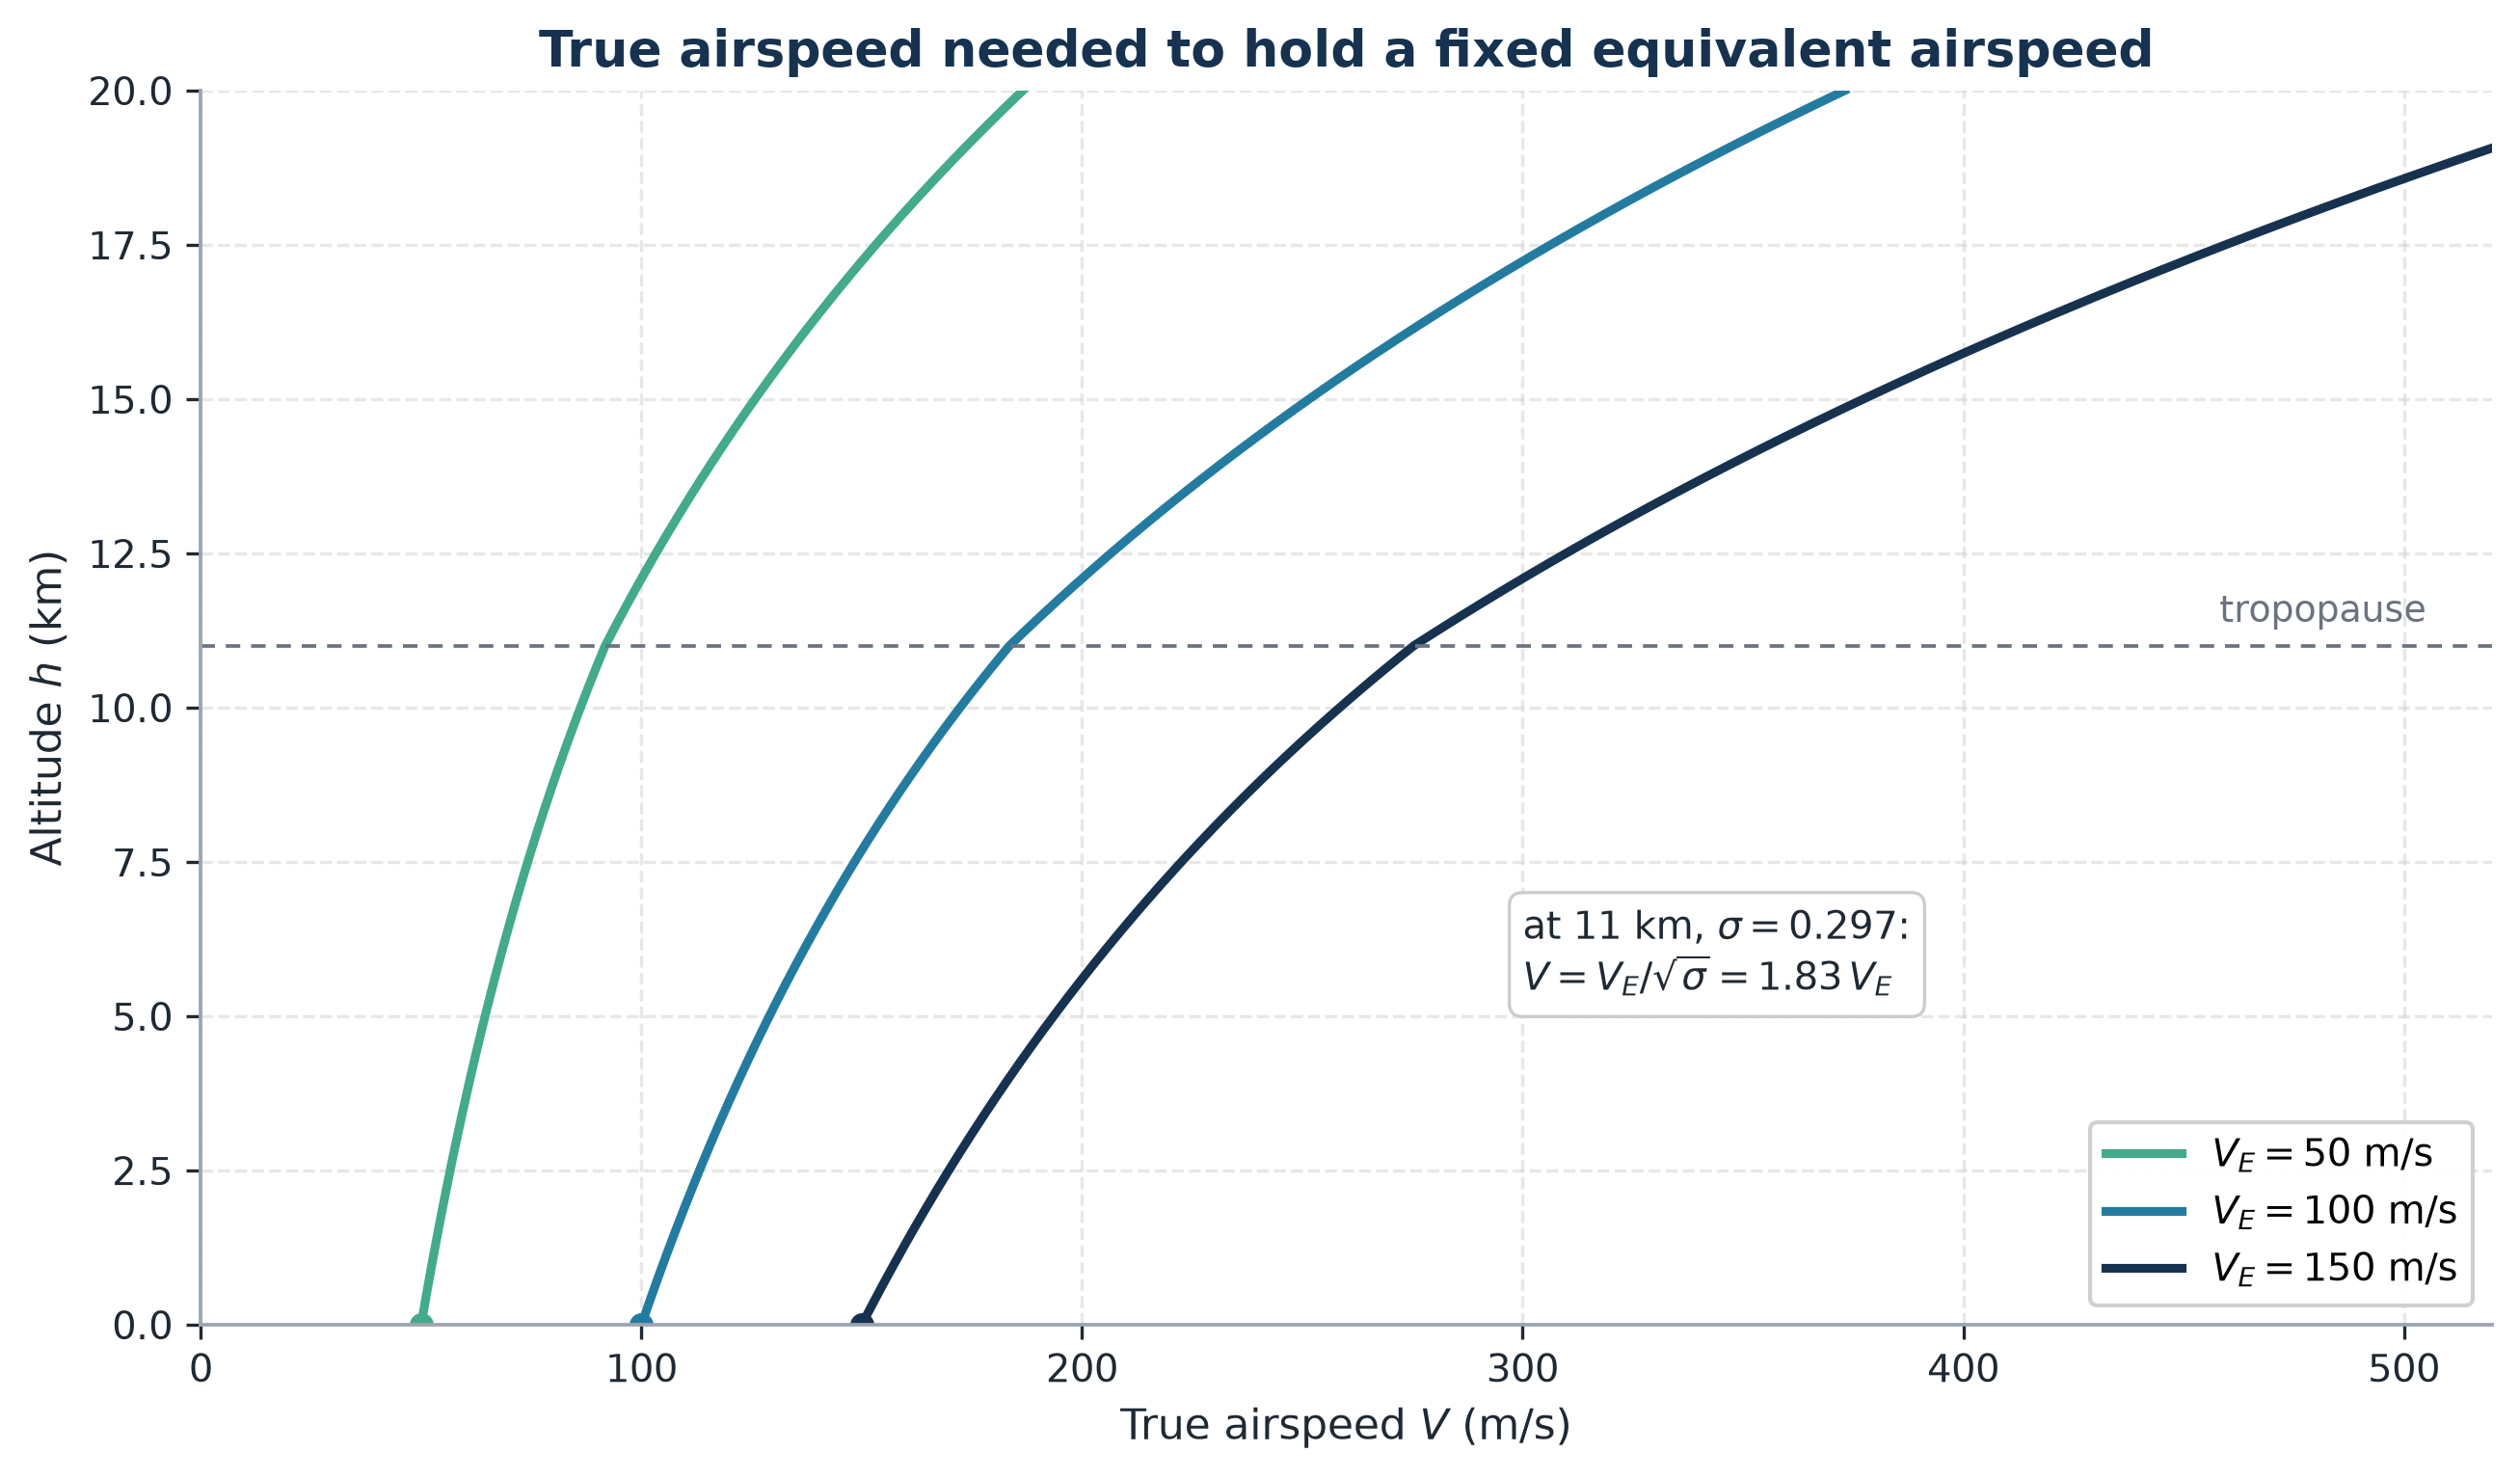 True airspeed needed to hold a fixed equivalent airspeed
20.0
17.5
15.0
12.5
10.0
7.5
5.0
2.5
0.0
Altitude h (km)
tropopause
at 11 km, σ = 0.297:
V = V_E/√σ = 1.83 V_E
V_E = 50 m/s
V_E = 100 m/s
V_E = 150 m/s
0 100 200 300 400 500
True airspeed V (m/s)